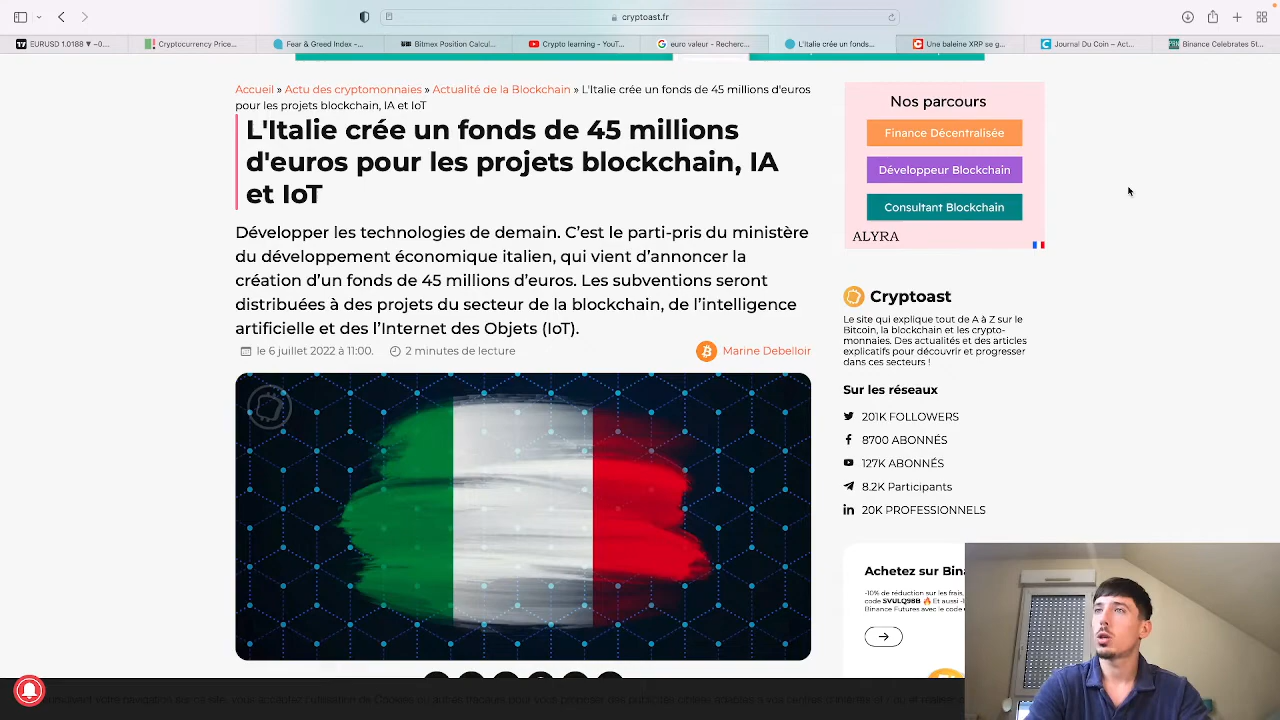 cryptoast.fr
EURUSD 1.0188 ▼ −0....
Cryptocurrency Price...
Fear & Greed Index -...
Bitmex Position Calcul...
Crypto learning - YouT...
euro valeur - Recherc...
L'Italie crée un fonds...
Une baleine XRP se g...
Journal Du Coin – Act...
Binance Celebrates 5t...
Accueil » Actu des cryptomonnaies » Actualité de la Blockchain » L'Italie crée un fonds de 45 millions d'euros
pour les projets blockchain, IA et IoT
L'Italie crée un fonds de 45 millions
d'euros pour les projets blockchain, IA
et IoT
Développer les technologies de demain. C’est le parti-pris du ministère
du développement économique italien, qui vient d’annoncer la
création d’un fonds de 45 millions d’euros. Les subventions seront
distribuées à des projets du secteur de la blockchain, de l’intelligence
artificielle et des l’Internet des Objets (IoT).
le 6 juillet 2022 à 11:00.
2 minutes de lecture
Marine Debelloir
Nos parcours
Finance Décentralisée
Développeur Blockchain
Consultant Blockchain
ALYRA
Cryptoast
Le site qui explique tout de A à Z sur le
Bitcoin, la blockchain et les crypto-
monnaies. Des actualités et des articles
explicatifs pour découvrir et progresser
dans ces secteurs !
Sur les réseaux
201K FOLLOWERS
8700 ABONNÉS
127K ABONNÉS
8.2K Participants
20K PROFESSIONNELS
Achetez sur Bin
-10% de réduction sur les frais,
code SVULQ98B 🔥 Et aussi -1
Binance Futures avec le code